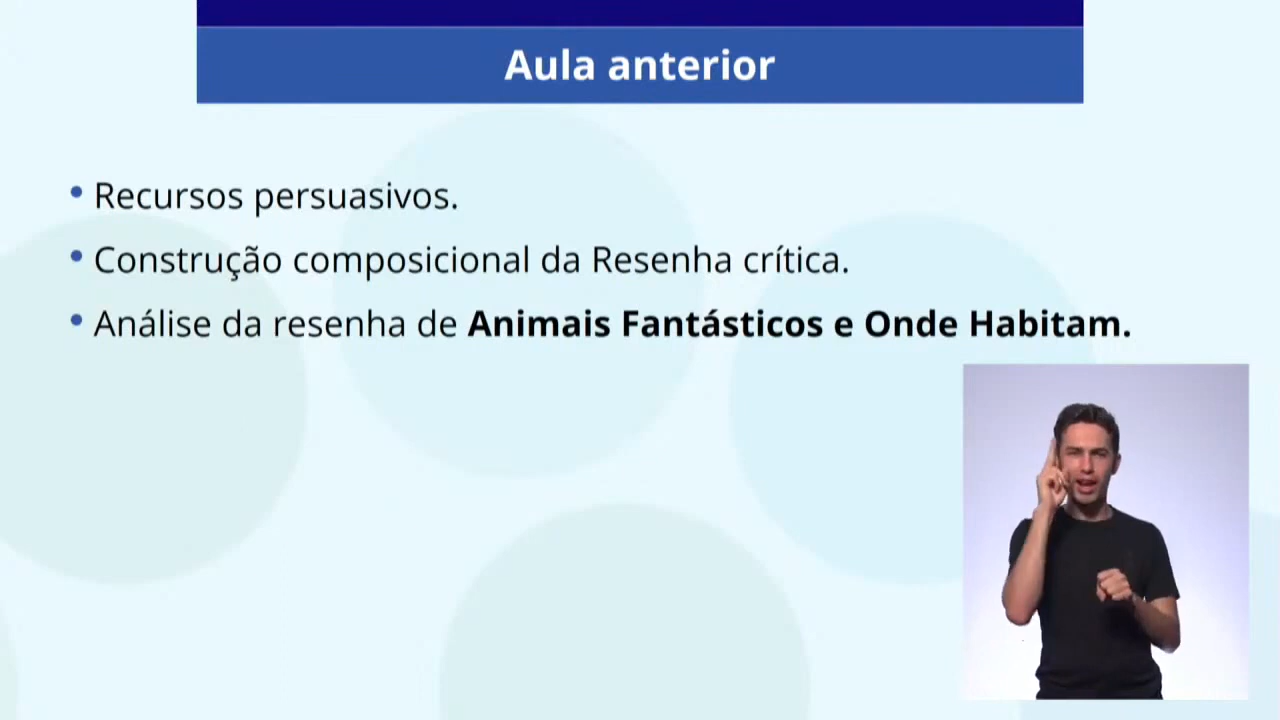 Aula anterior
• Recursos persuasivos.
• Construção composicional da Resenha crítica.
• Análise da resenha de Animais Fantásticos e Onde Habitam.